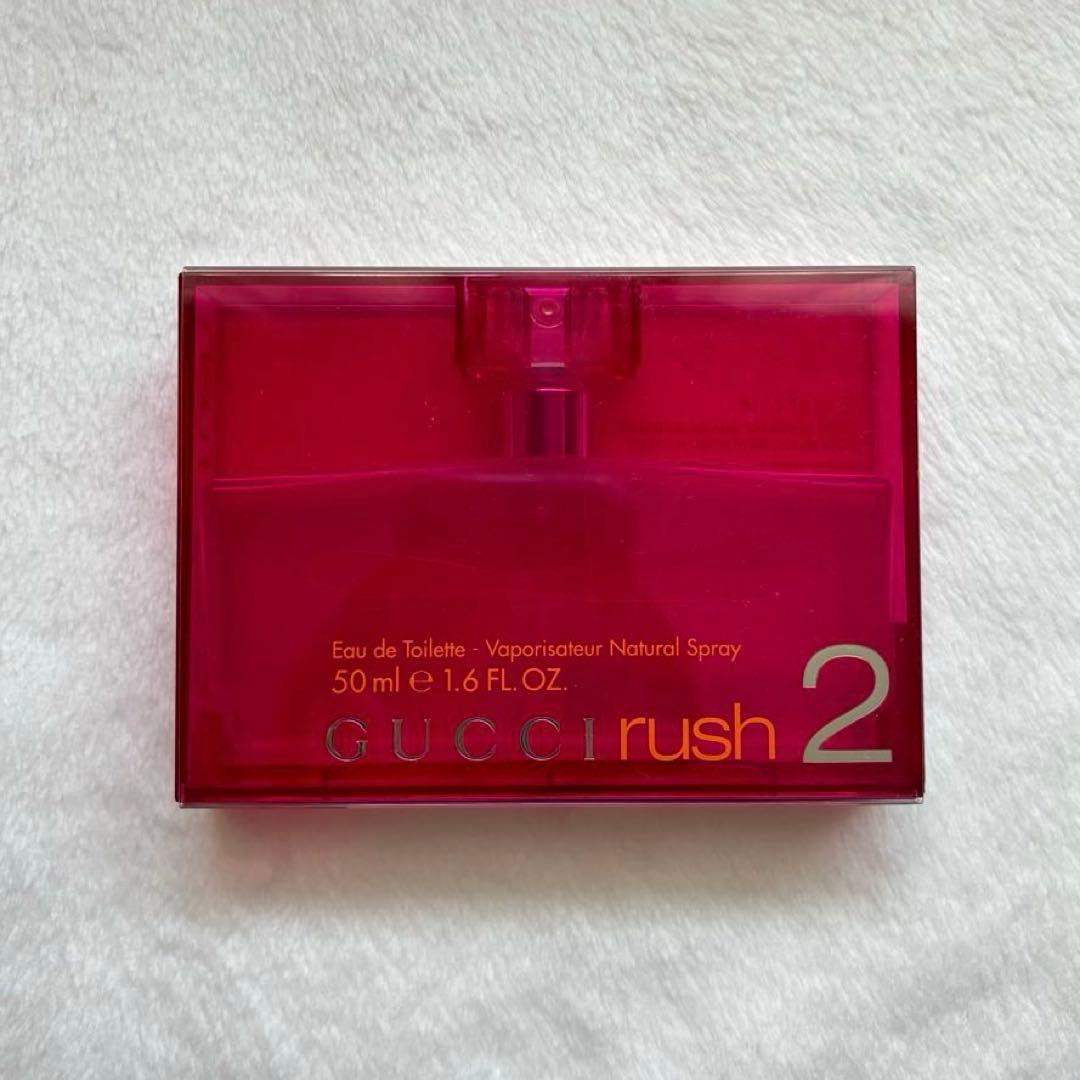 Eau de Toilette - Vaporisateur Natural Spray
50 ml ℮ 1.6 FL. OZ.
GUCCI rush 2